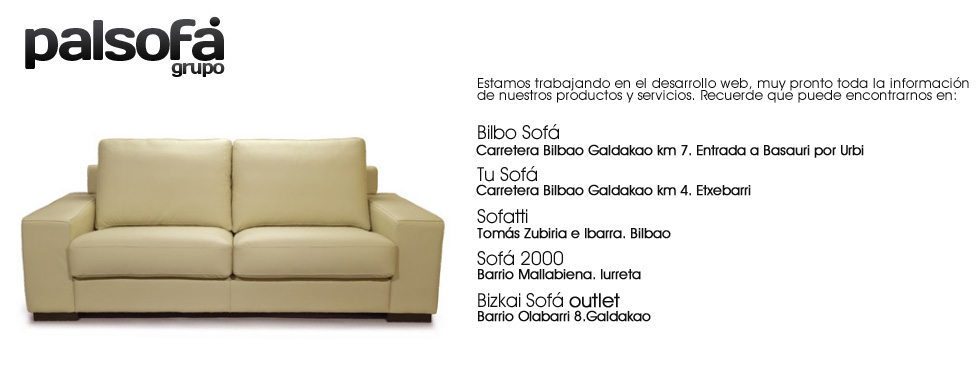 palsofá
grupo
Estamos trabajando en el desarrollo web, muy pronto toda la información
de nuestros productos y servicios. Recuerde que puede encontrarnos en:
Bilbo Sofá
Carretera Bilbao Galdakao km 7. Entrada a Basauri por Urbi
Tu Sofá
Carretera Bilbao Galdakao km 4. Etxebarri
Sofatti
Tomás Zubiria e Ibarra. Bilbao
Sofá 2000
Barrio Mallabiena. Iurreta
Bizkai Sofá outlet
Barrio Olabarri 8.Galdakao